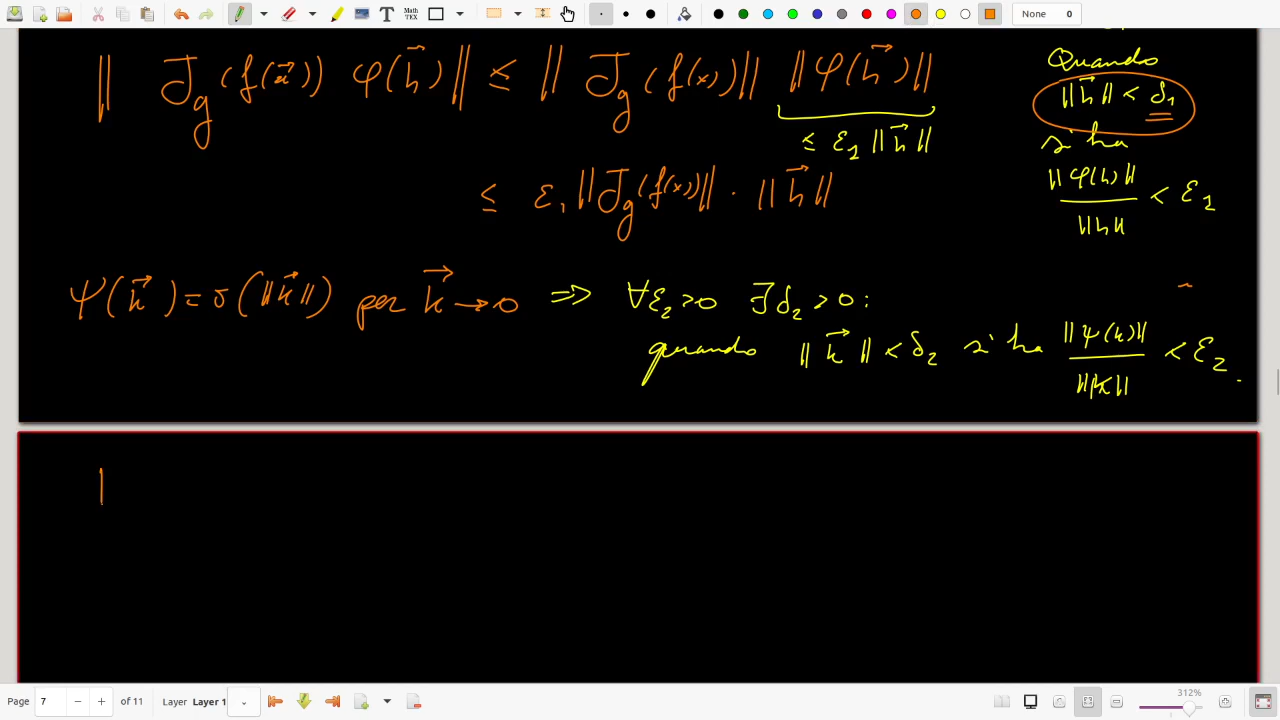 None 0
‖ J_g (f(x⃗)) φ(h⃗) ‖ ≤ ‖ J_g (f(x)) ‖ ‖ φ(h⃗) ‖
≤ ε₁ ‖ h⃗ ‖
≤ ε₁ ‖ J_g (f(x)) ‖ · ‖ h⃗ ‖
Quando
‖ h⃗ ‖ < δ₁
si ha
‖ φ(h) ‖ / ‖ h ‖ < ε₁
Ψ(k⃗) = o(‖ k⃗ ‖) per k⃗ → 0 ⇒ ∀ε₂>0 ∃δ₂>0:
quando ‖ k⃗ ‖ < δ₂ si ha ‖ Ψ(k) ‖ / ‖ k ‖ < ε₂.
Page 7 of 11 Layer Layer 1 312%